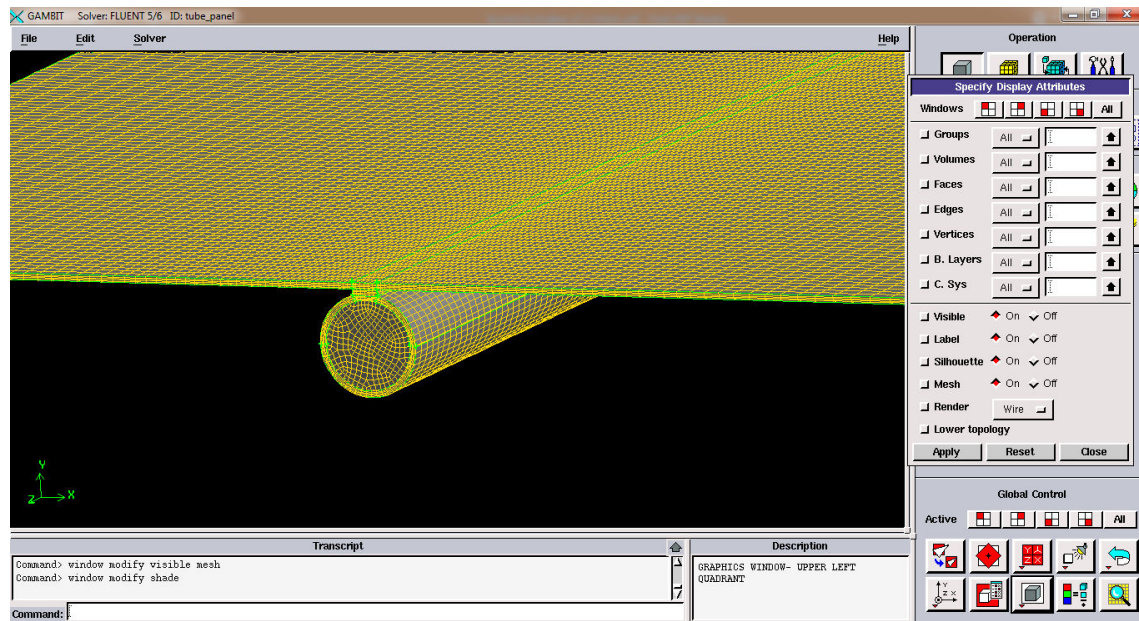 GAMBIT Solver: FLUENT 5/6 ID: tube_panel
File Edit Solver Help
Operation
Specify Display Attributes
Windows All
Groups All
Volumes All
Faces All
Edges All
Vertices All
B. Layers All
C. Sys All
Visible On Off
Label On Off
Silhouette On Off
Mesh On Off
Render Wire
Lower topology
Apply Reset Close
Y
Z X
Global Control
Active All
Transcript
Command> window modify visible mesh
Command> window modify shade
Command:
Description
GRAPHICS WINDOW- UPPER LEFT
QUADRANT